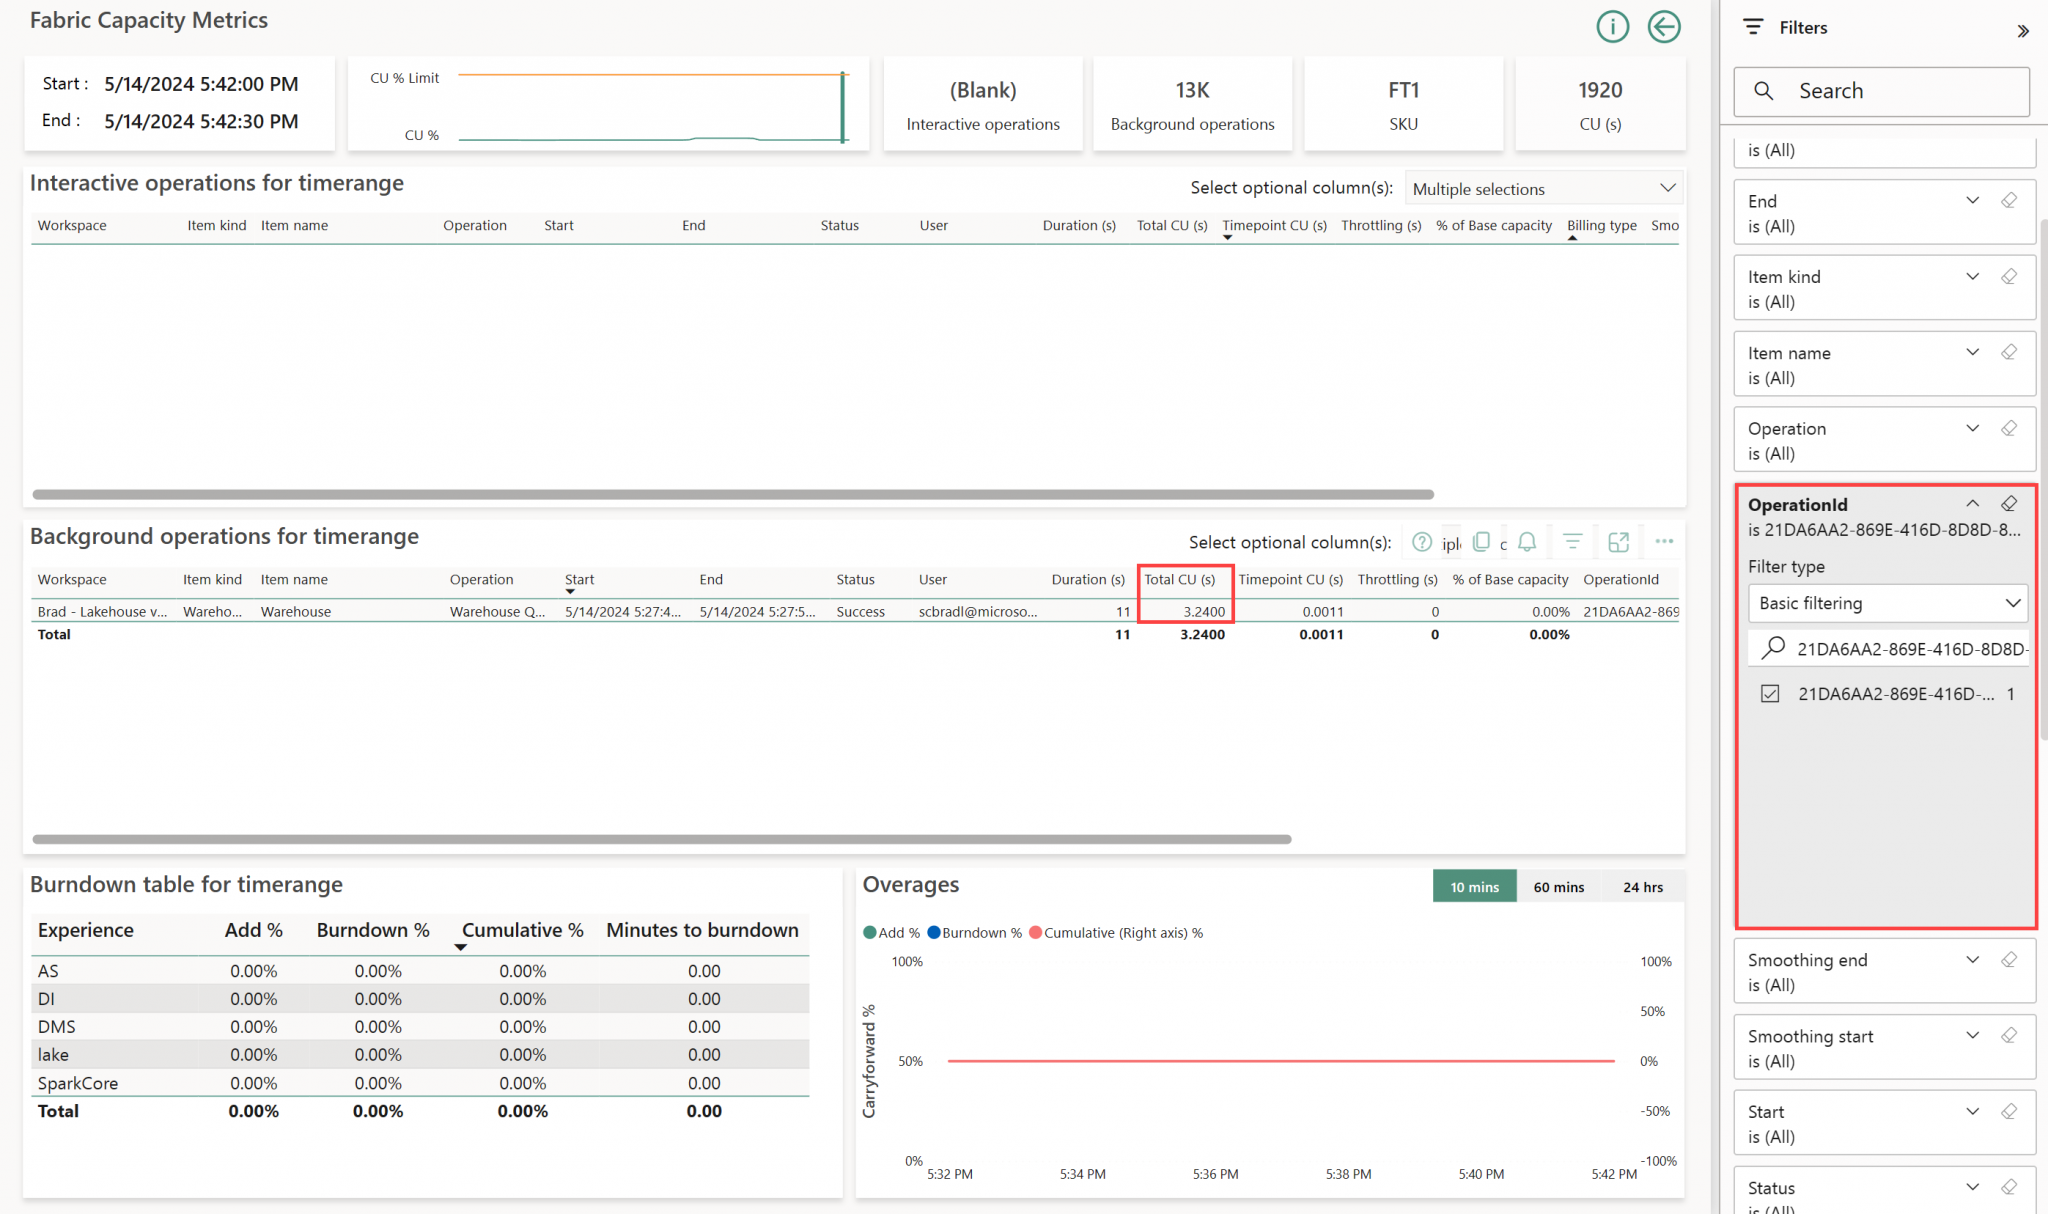 Fabric Capacity Metrics
Start : 5/14/2024 5:42:00 PM
End : 5/14/2024 5:42:30 PM
CU % Limit
CU %
(Blank)
Interactive operations
13K
Background operations
FT1
SKU
1920
CU (s)
Interactive operations for timerange
Select optional column(s): Multiple selections
Workspace Item kind Item name Operation Start End Status User Duration (s) Total CU (s) Timepoint CU (s) Throttling (s) % of Base capacity Billing type Smo
Background operations for timerange
Select optional column(s):
Workspace Item kind Item name Operation Start End Status User Duration (s) Total CU (s) Timepoint CU (s) Throttling (s) % of Base capacity OperationId
Brad - Lakehouse v... Wareho... Warehouse Warehouse Q... 5/14/2024 5:27:4... 5/14/2024 5:27:5... Success scbradl@microso... 11 3.2400 0.0011 0 0.00% 21DA6AA2-869
Total 11 3.2400 0.0011 0 0.00%
Burndown table for timerange
Experience Add % Burndown % Cumulative % Minutes to burndown
AS 0.00% 0.00% 0.00% 0.00
DI 0.00% 0.00% 0.00% 0.00
DMS 0.00% 0.00% 0.00% 0.00
lake 0.00% 0.00% 0.00% 0.00
SparkCore 0.00% 0.00% 0.00% 0.00
Total 0.00% 0.00% 0.00% 0.00
Overages
10 mins 60 mins 24 hrs
Add % Burndown % Cumulative (Right axis) %
Carryforward %
100% 100%
50%
50% 0%
-50%
0% -100%
5:32 PM 5:34 PM 5:36 PM 5:38 PM 5:40 PM 5:42 PM
Filters
Search
is (All)
End
is (All)
Item kind
is (All)
Item name
is (All)
Operation
is (All)
OperationId
is 21DA6AA2-869E-416D-8D8D-8...
Filter type
Basic filtering
21DA6AA2-869E-416D-8D8D-
21DA6AA2-869E-416D-... 1
Smoothing end
is (All)
Smoothing start
is (All)
Start
is (All)
Status
is (All)